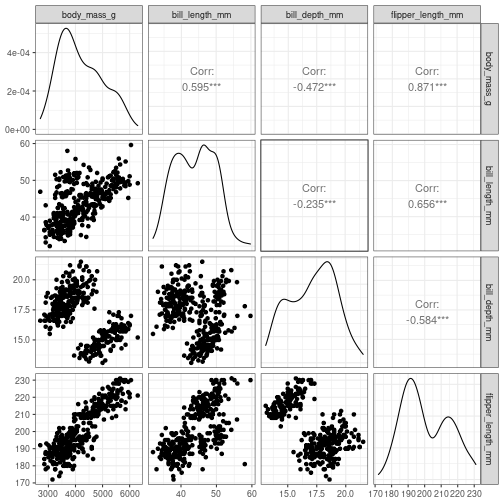 body_mass_g bill_length_mm bill_depth_mm flipper_length_mm
4e-04
2e-04
0e+00
Corr:
0.595***
Corr:
-0.472***
Corr:
0.871***
body_mass_g
60
50
40
Corr:
-0.235***
Corr:
0.656***
bill_length_mm
20.0
17.5
15.0
Corr:
-0.584***
bill_depth_mm
230
220
210
200
190
180
170
flipper_length_mm
3000 4000 5000 6000 40 50 60 15.0 17.5 20.0 170 180 190 200 210 220 230